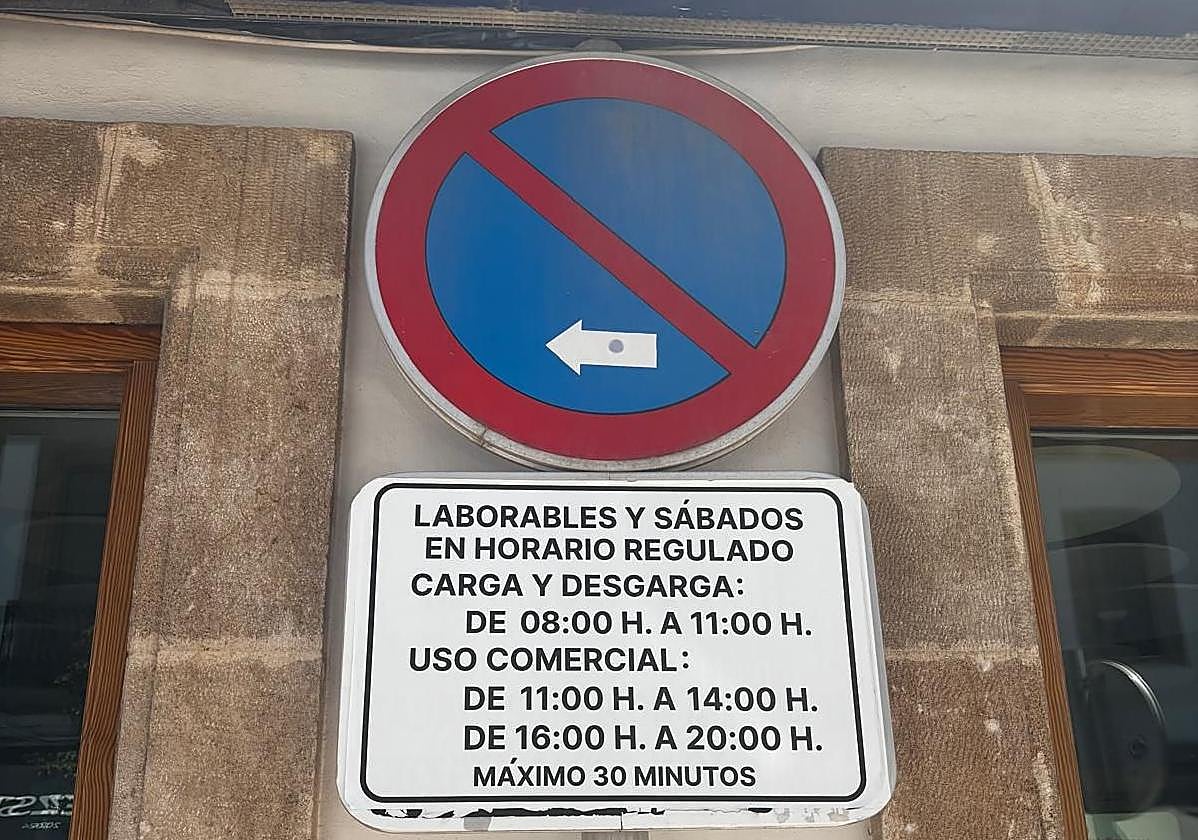 LABORABLES Y SÁBADOS
EN HORARIO REGULADO
CARGA Y DESGARGA:
DE 08:00 H. A 11:00 H.
USO COMERCIAL:
DE 11:00 H. A 14:00 H.
DE 16:00 H. A 20:00 H.
MÁXIMO 30 MINUTOS